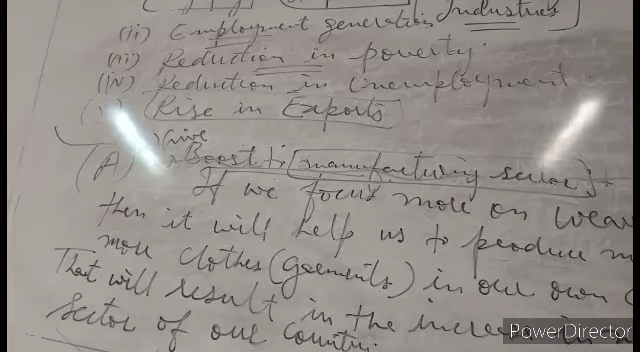 Industries
(ii) Employment generation
(iii) Reduction in poverty.
(iv) Reduction in Unemployment.
Rise in Exports
Give
(A) Boost to manufacturing sector:-
If we focus more on
then it will help us to produce
more clothes (garments) in our own
That will result in the increase in
Sector of our country.
PowerDirector